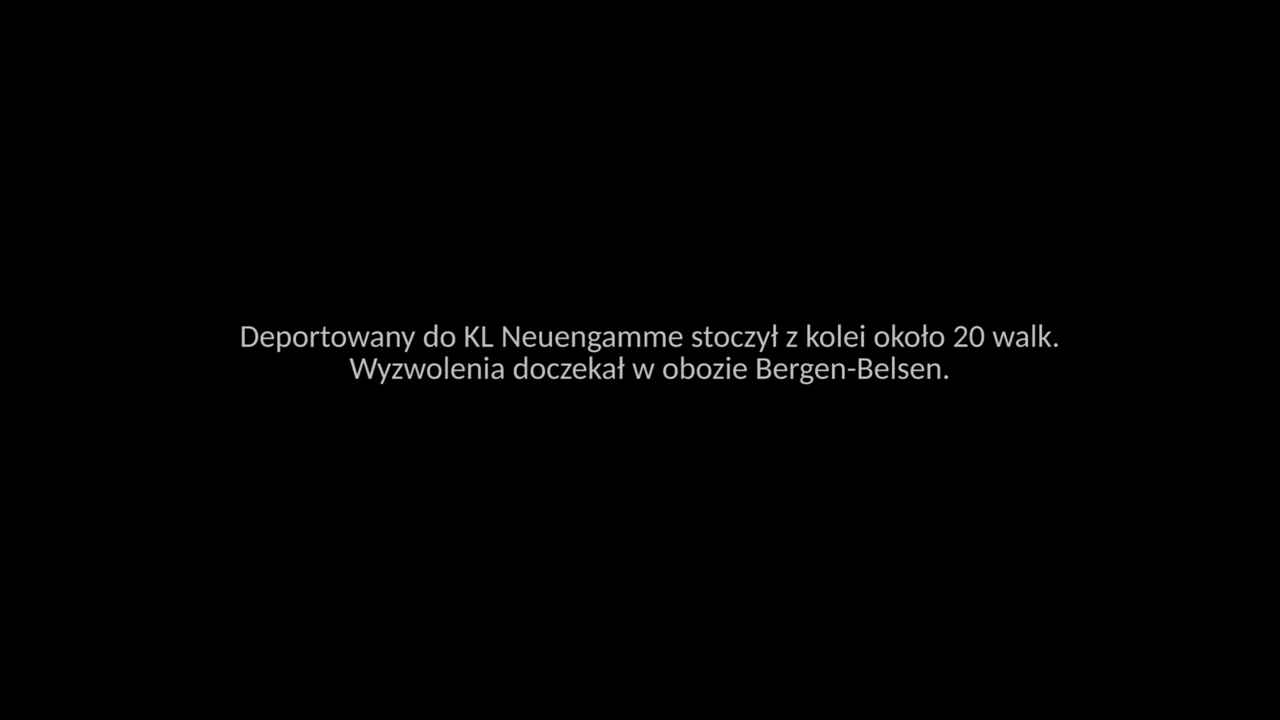 Deportowany do KL Neuengamme stoczył z kolei około 20 walk.
Wyzwolenia doczekał w obozie Bergen-Belsen.